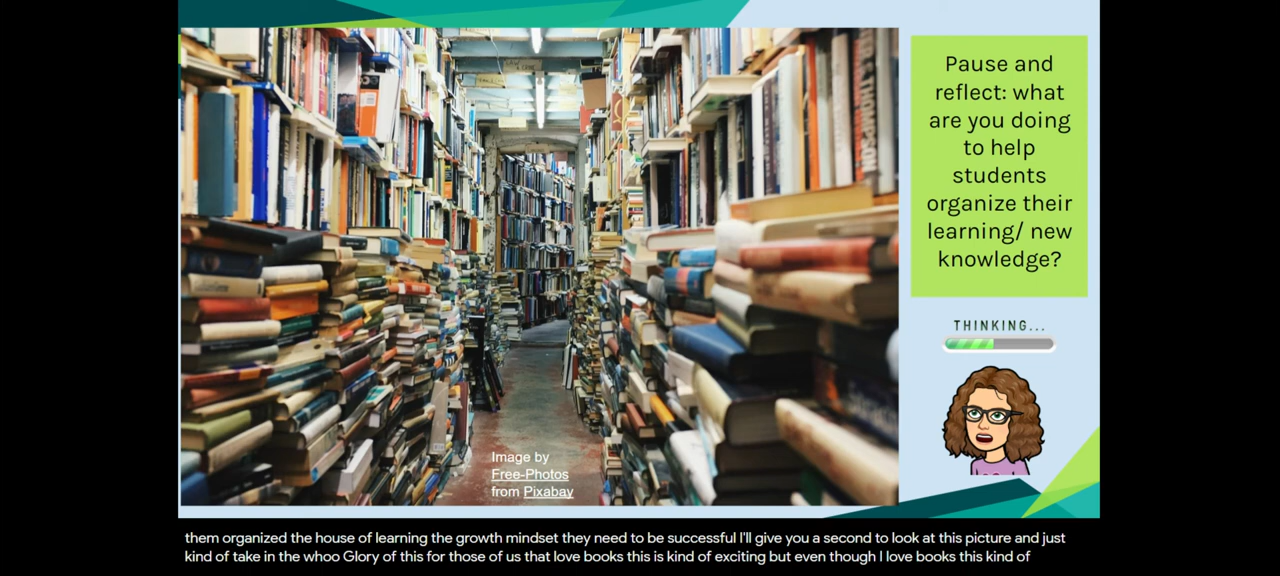 Pause and
reflect: what
are you doing
to help
students
organize their
learning/ new
knowledge?
THINKING...
Image by
Free-Photos
from Pixabay
them organized the house of learning the growth mindset they need to be successful I'll give you a second to look at this picture and just
kind of take in the whoo Glory of this for those of us that love books this is kind of exciting but even though I love books this kind of